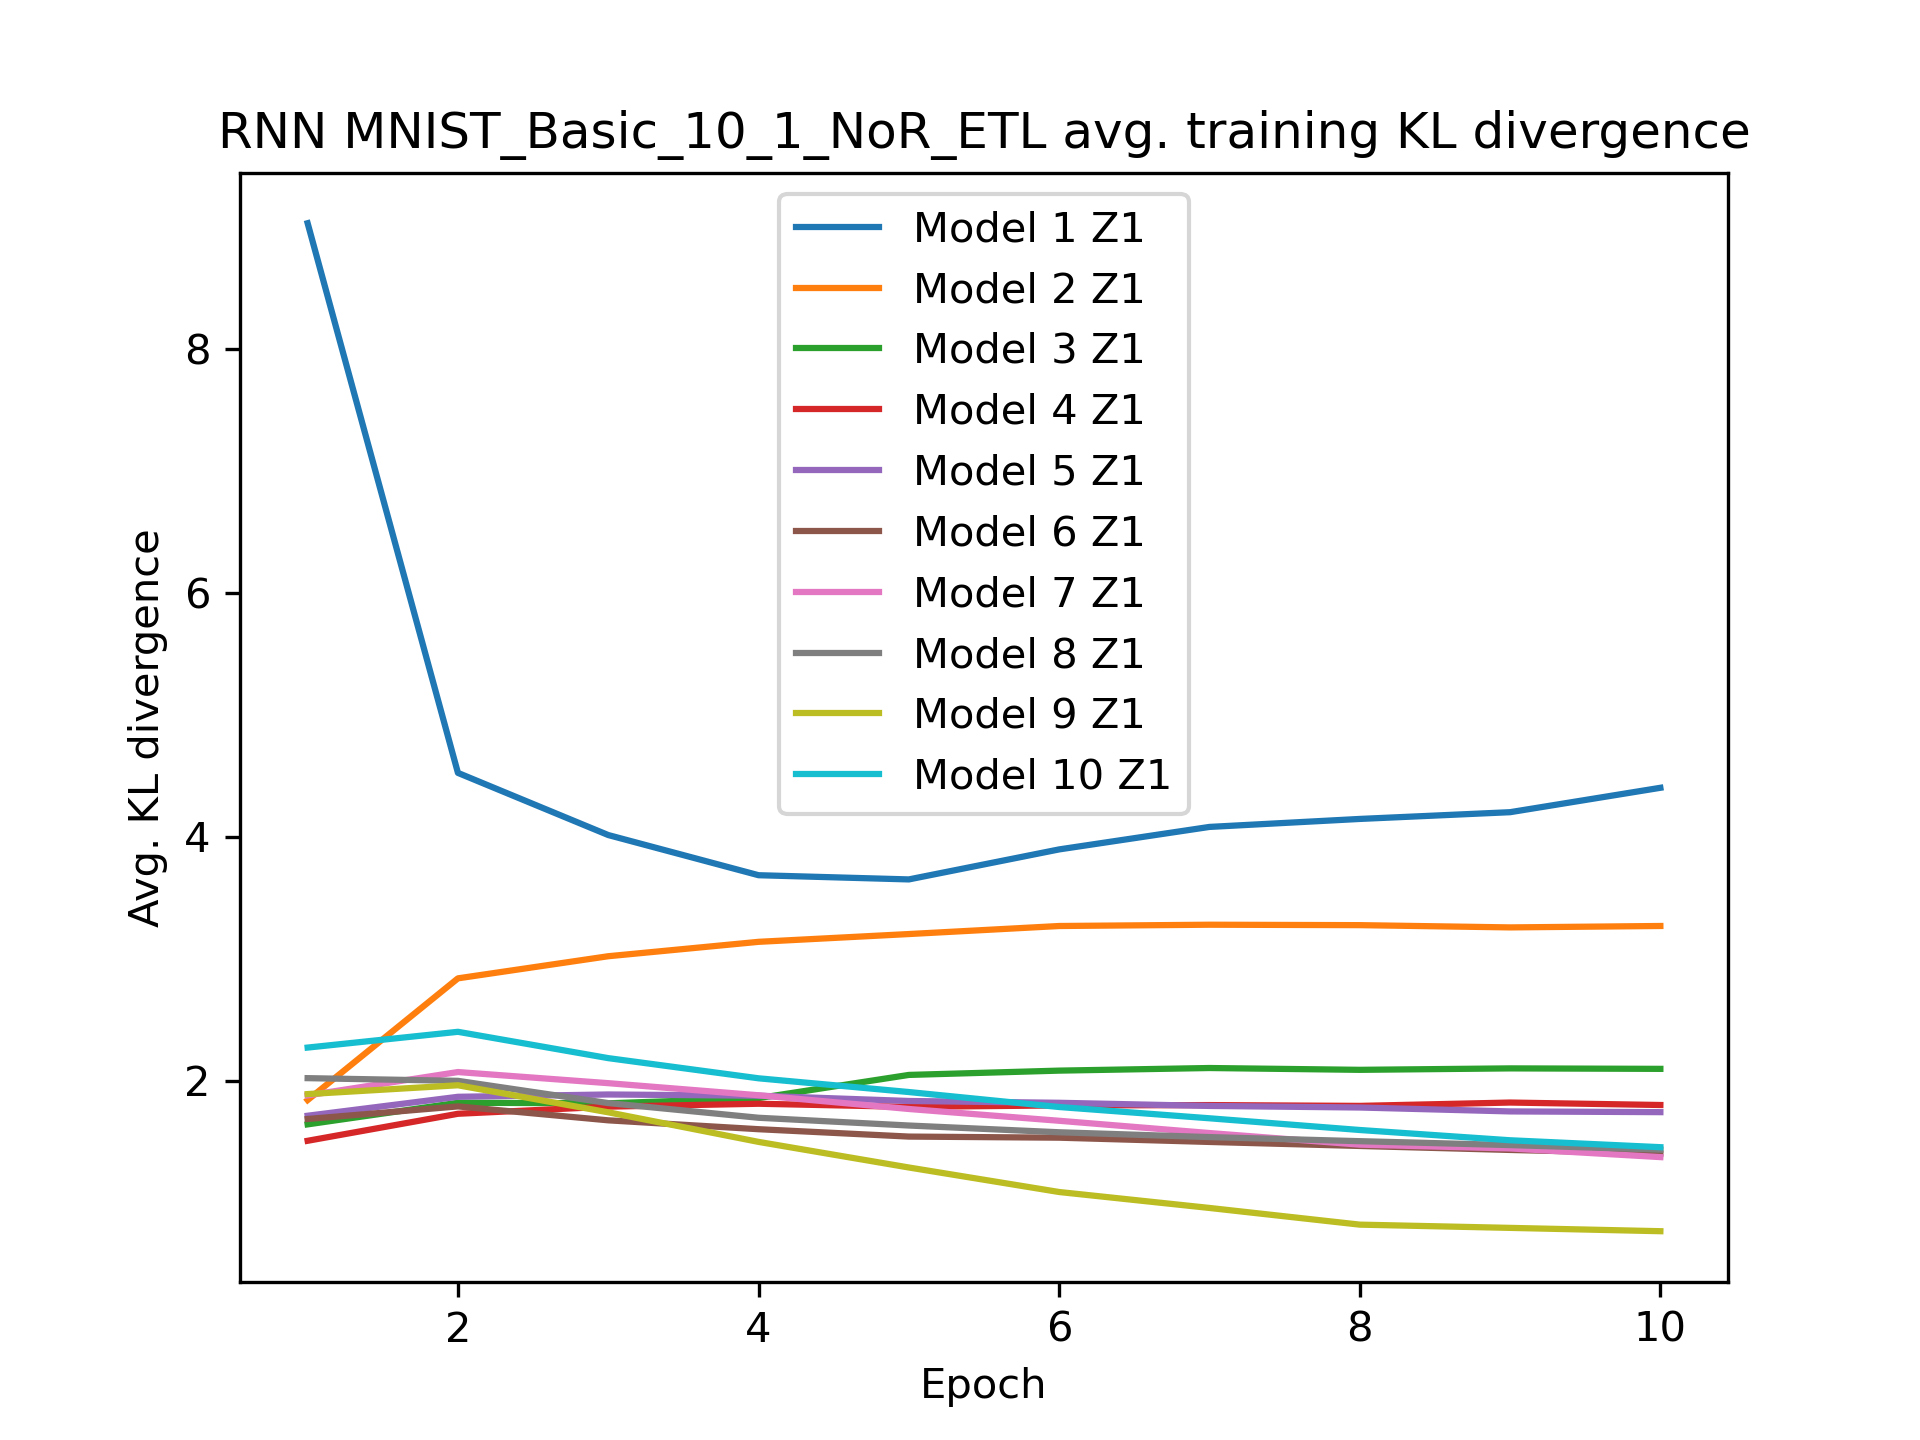 RNN MNIST_Basic_10_1_NoR_ETL avg. training KL divergence
Model 1 Z1
Model 2 Z1
Model 3 Z1
Model 4 Z1
Model 5 Z1
Model 6 Z1
Model 7 Z1
Model 8 Z1
Model 9 Z1
Model 10 Z1
Avg. KL divergence
8
6
4
2
2
4
6
8
10
Epoch